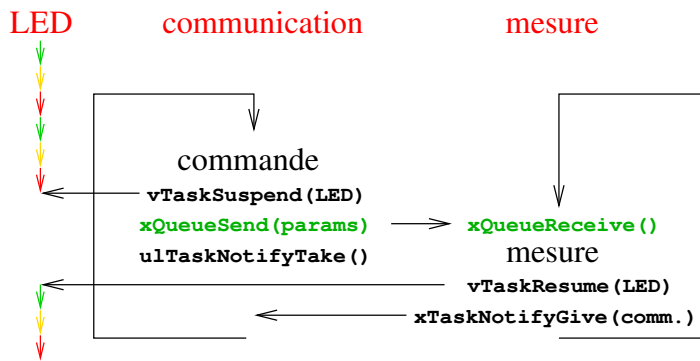 LED communication mesure
commande
vTaskSuspend(LED)
xQueueSend(params) xQueueReceive()
ulTaskNotifyTake() mesure
vTaskResume(LED)
xTaskNotifyGive(comm.)